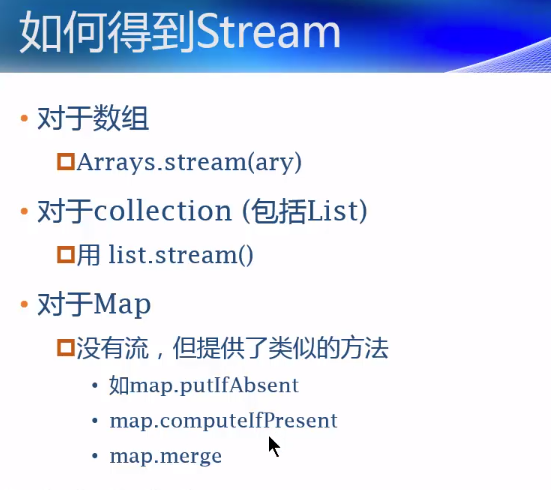 如何得到Stream
对于数组
Arrays.stream(ary)
对于collection (包括List)
用 list.stream()
对于Map
没有流，但提供了类似的方法
如map.putIfAbsent
map.computeIfPresent
map.merge